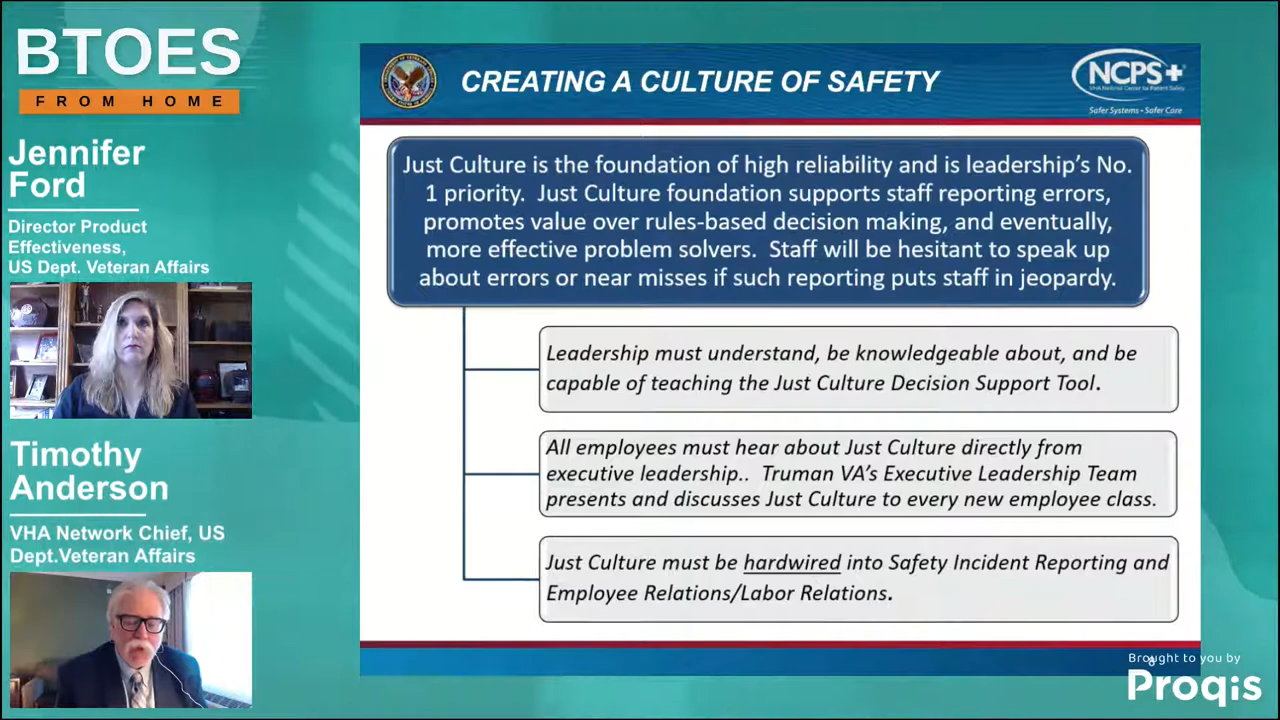 BTOES
FROM HOME
Jennifer
Ford
Director Product
Effectiveness,
US Dept. Veteran Affairs
Timothy
Anderson
VHA Network Chief, US
Dept.Veteran Affairs
CREATING A CULTURE OF SAFETY
NCPS+
VHA National Center for Patient Safety
Safer Systems • Safer Care
Just Culture is the foundation of high reliability and is leadership's No.
1 priority. Just Culture foundation supports staff reporting errors,
promotes value over rules-based decision making, and eventually,
more effective problem solvers. Staff will be hesitant to speak up
about errors or near misses if such reporting puts staff in jeopardy.
Leadership must understand, be knowledgeable about, and be
capable of teaching the Just Culture Decision Support Tool.
All employees must hear about Just Culture directly from
executive leadership.. Truman VA's Executive Leadership Team
presents and discusses Just Culture to every new employee class.
Just Culture must be hardwired into Safety Incident Reporting and
Employee Relations/Labor Relations.
8
Brought to you by
Proqis